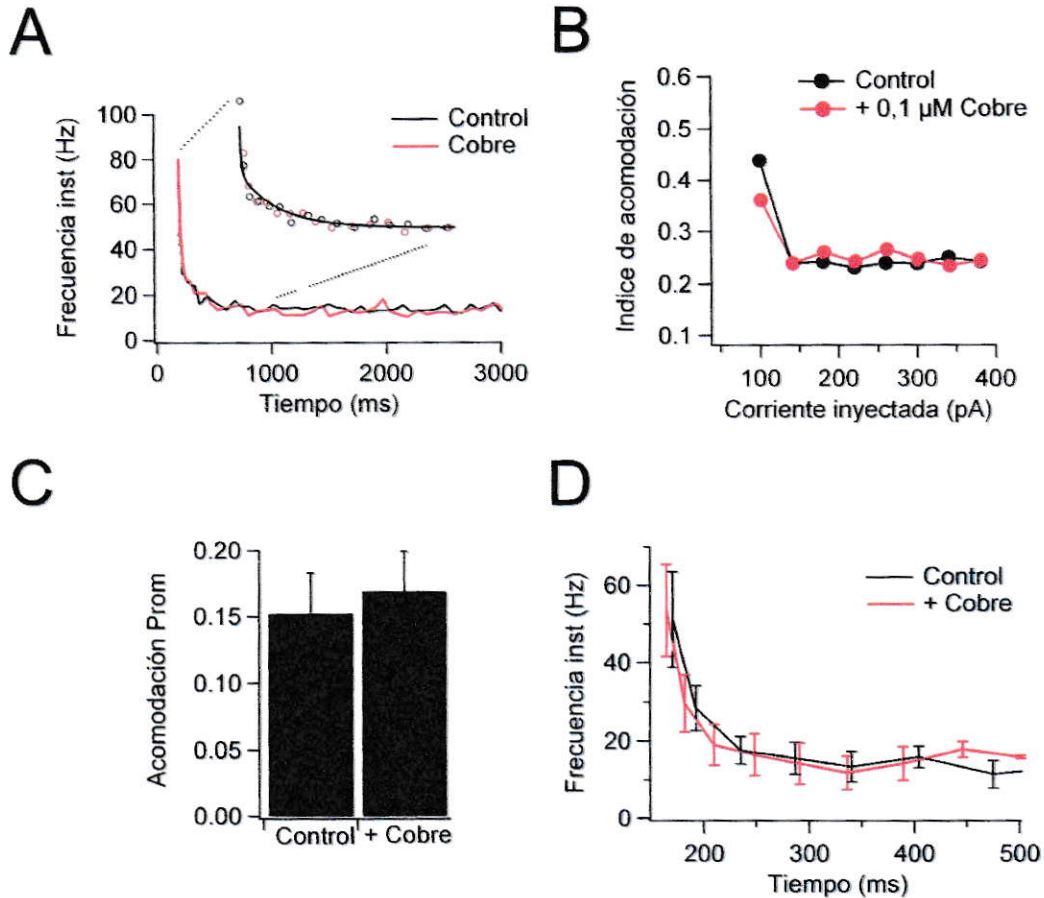 A
Frecuencia inst (Hz)
100
80
60
40
20
0
Control
Cobre
0 1000 2000 3000
Tiempo (ms)
B
Indice de acomodación
0.6
0.5
0.4
0.3
0.2
0.1
Control
+ 0,1 µM Cobre
100 200 300 400
Corriente inyectada (pA)
C
Acomodación Prom
0.20
0.15
0.10
0.05
0.00
Control + Cobre
D
Frecuencia inst (Hz)
60
40
20
0
Control
+ Cobre
200 300 400 500
Tiempo (ms)